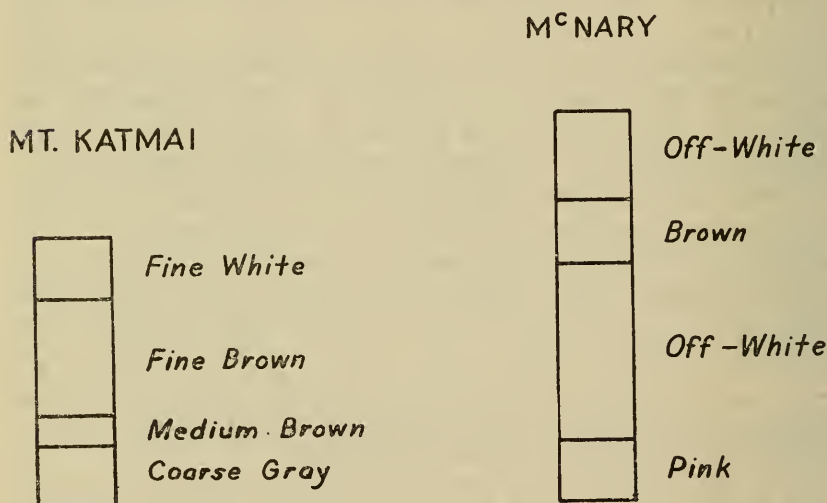 MᶜNARY
MT. KATMAI
Off-White
Brown
Off-White
Pink
Fine White
Fine Brown
Medium Brown
Coarse Gray